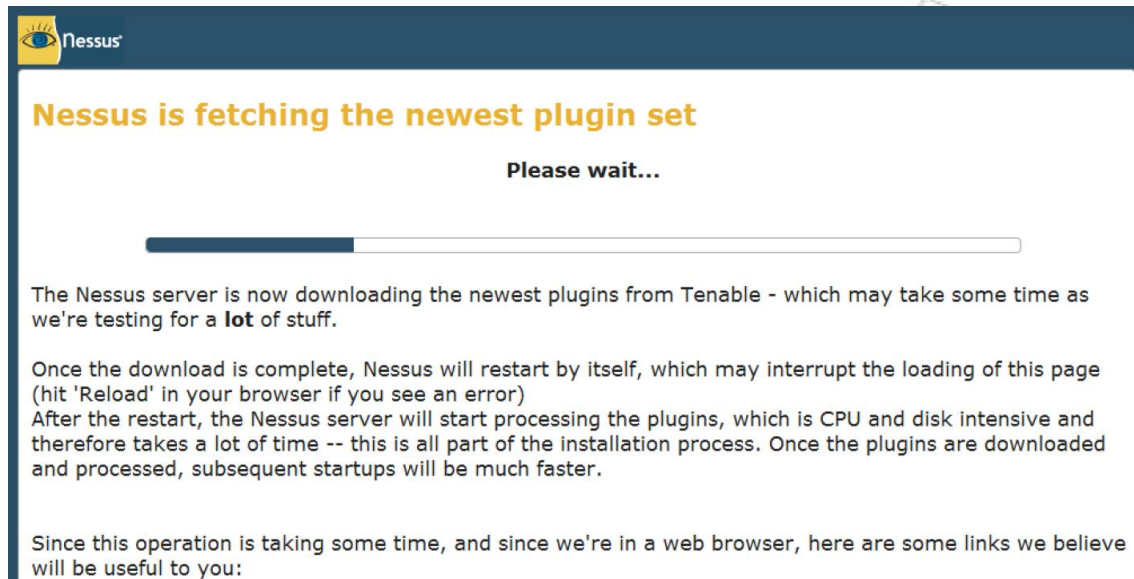 Nessus
Nessus is fetching the newest plugin set
Please wait...
The Nessus server is now downloading the newest plugins from Tenable - which may take some time as
we're testing for a lot of stuff.
Once the download is complete, Nessus will restart by itself, which may interrupt the loading of this page
(hit 'Reload' in your browser if you see an error)
After the restart, the Nessus server will start processing the plugins, which is CPU and disk intensive and
therefore takes a lot of time -- this is all part of the installation process. Once the plugins are downloaded
and processed, subsequent startups will be much faster.
Since this operation is taking some time, and since we're in a web browser, here are some links we believe
will be useful to you: